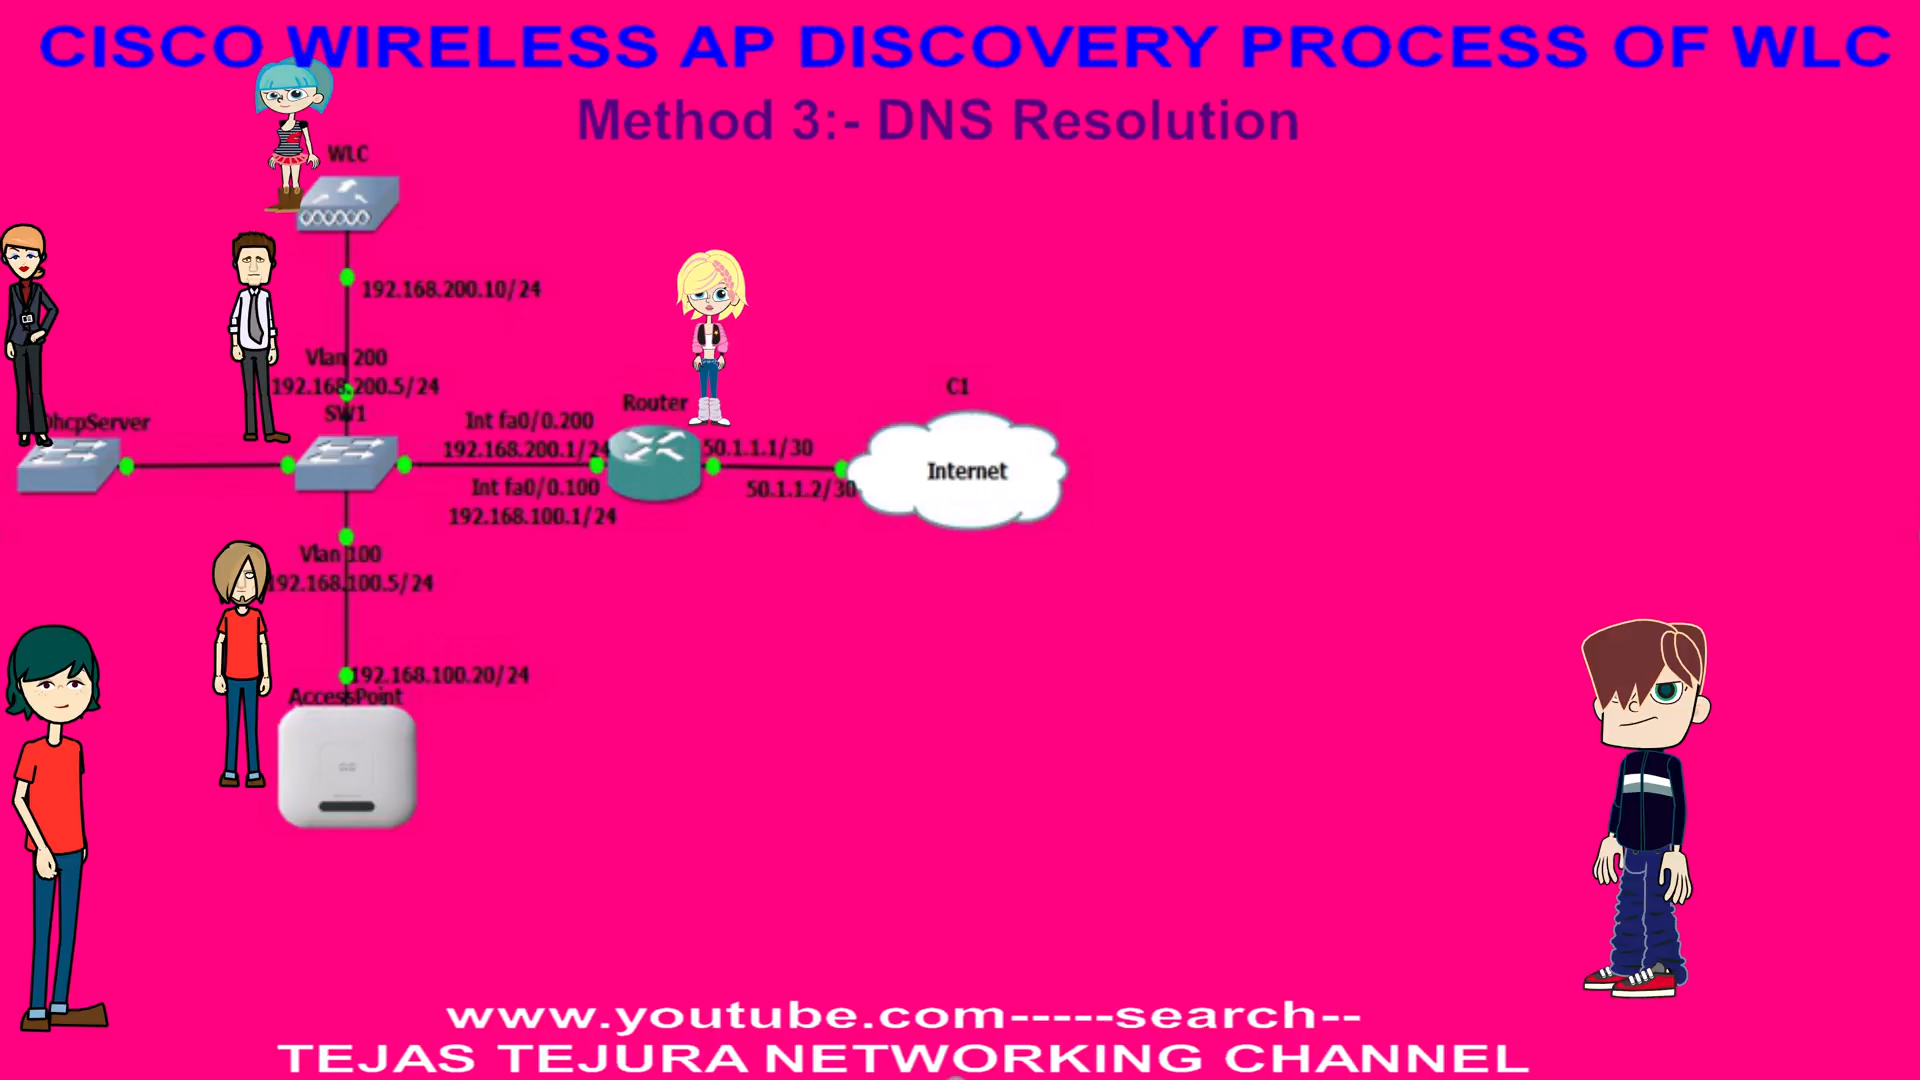 CISCO WIRELESS AP DISCOVERY PROCESS OF WLC
Method 3:- DNS Resolution
WLC
192.168.200.10/24
Vlan 200
192.168.200.5/24
SW1
DhcpServer
Int fa0/0.200
192.168.200.1/24
Int fa0/0.100
192.168.100.1/24
Router
50.1.1.1/30
50.1.1.2/30
C1
Internet
Vlan 100
192.168.100.5/24
192.168.100.20/24
AccessPoint
www.youtube.com-----search--
TEJAS TEJURA NETWORKING CHANNEL